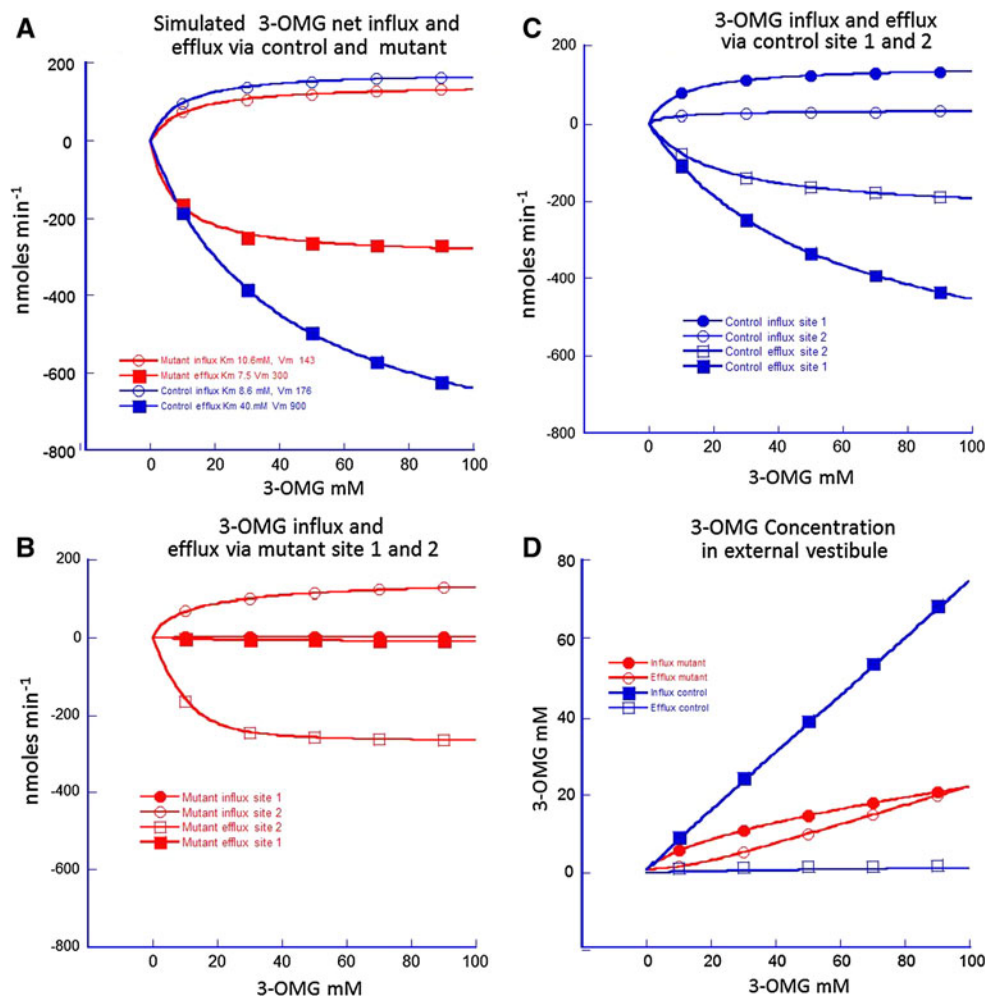 A
Simulated 3-OMG net influx and
efflux via control and mutant
200
0
-200
-400
-600
-800
nmoles min-1
Mutant influx Km 10.6mM, Vm 143
Mutant efflux Km 7.5 Vm 300
Control influx Km 8.6 mM, Vm 176
Control efflux Km 40.mM Vm 900
0 20 40 60 80 100
3-OMG mM
C
3-OMG influx and efflux
via control site 1 and 2
200
0
-200
-400
-600
-800
nmoles min-1
Control influx site 1
Control influx site 2
Control efflux site 2
Control efflux site 1
0 20 40 60 80 100
3-OMG mM
B
3-OMG influx and
efflux via mutant site 1 and 2
200
0
-200
-400
-600
-800
nmoles min-1
Mutant influx site 1
Mutant influx site 2
Mutant efflux site 2
Mutant efflux site 1
0 20 40 60 80 100
3-OMG mM
D
3-OMG Concentration
in external vestibule
80
60
40
20
0
3-OMG mM
Influx mutant
Efflux mutant
Influx control
Efflux control
0 20 40 60 80 100
3-OMG mM